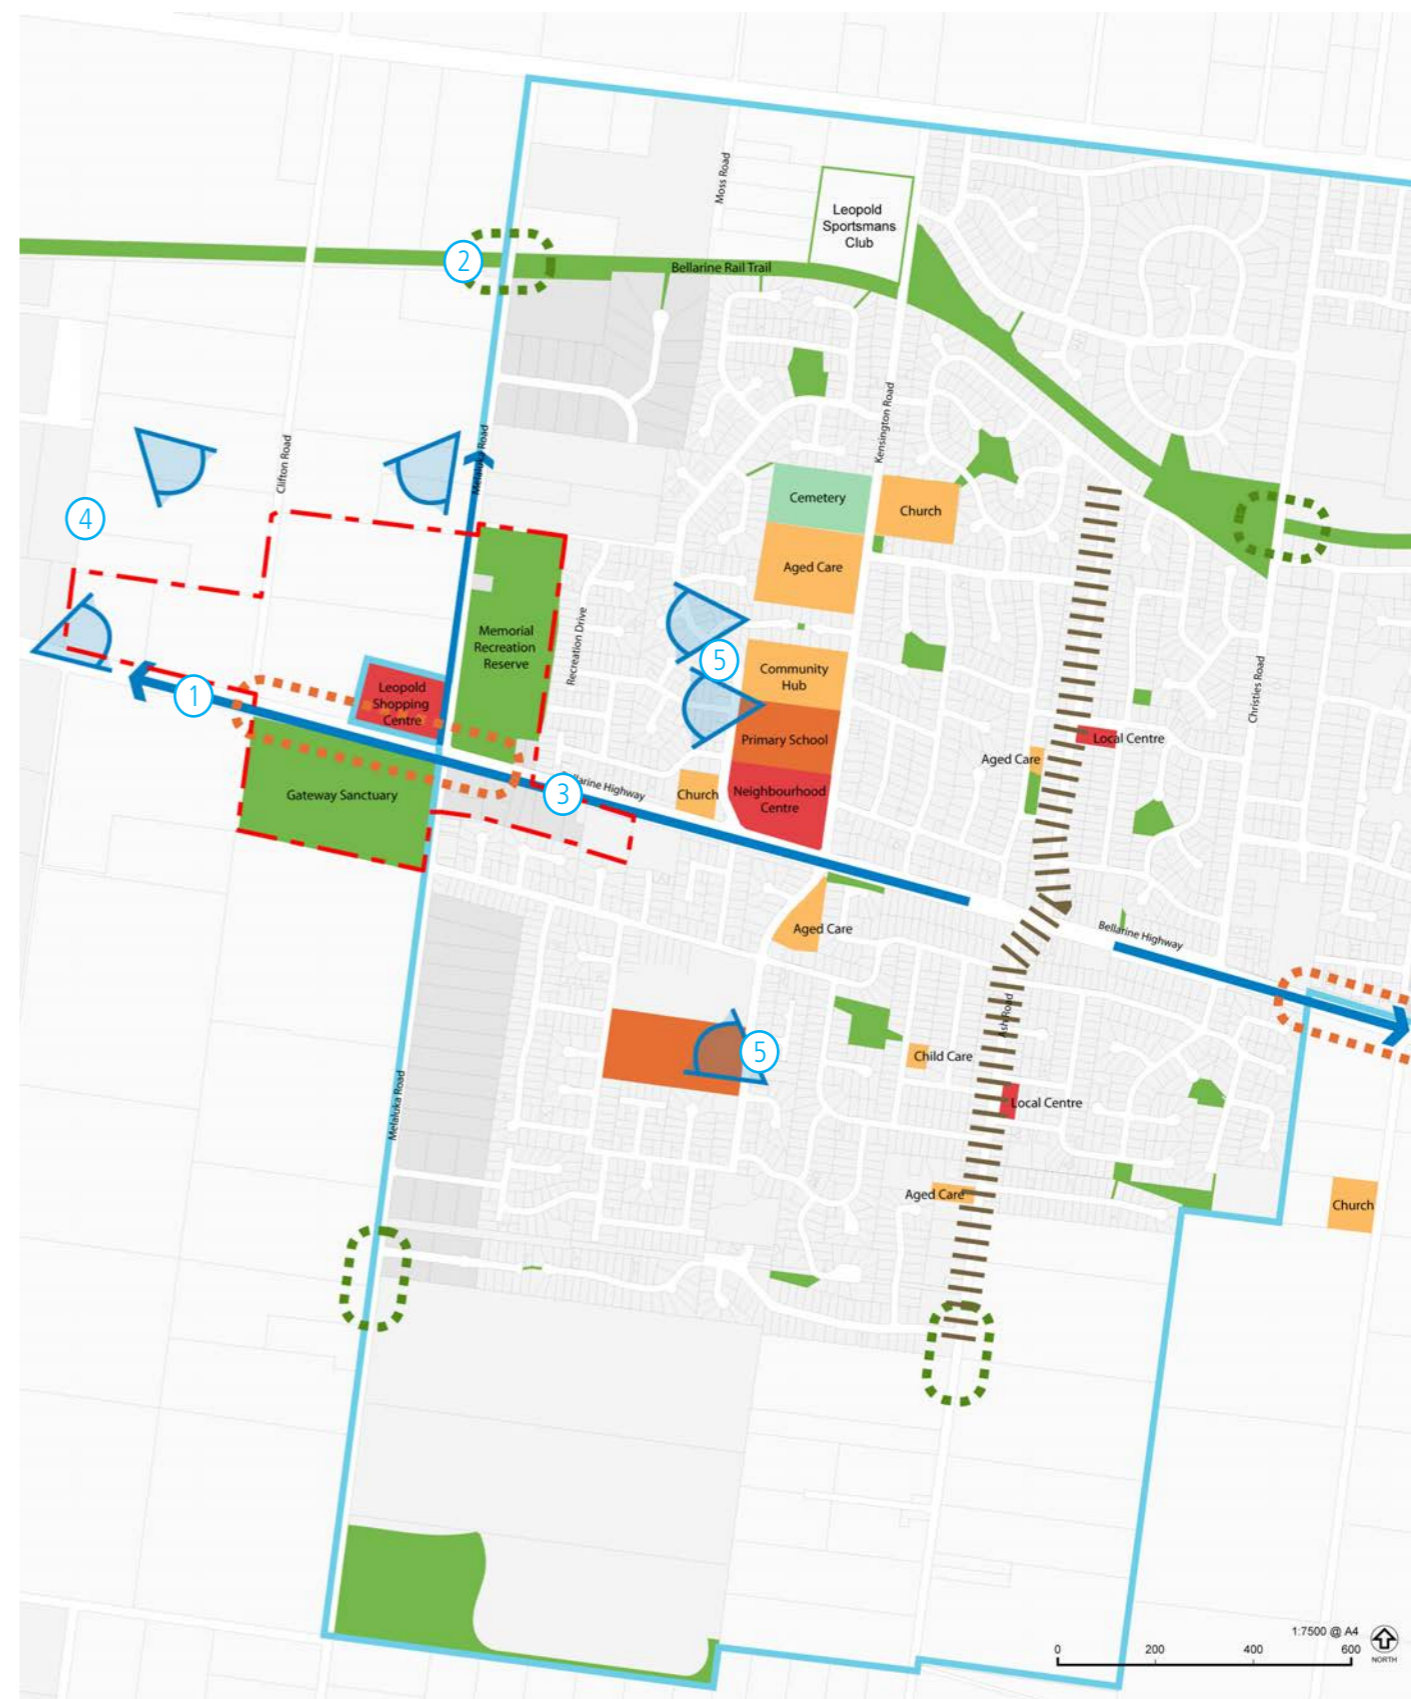 Moss Road
Leopold
Sportsmans
Club
2
Bellarine Rail Trail
Kensington Road
Clifton Road
Melaluka Road
4
Cemetery
Church
Aged Care
Memorial
Recreation
Reserve
Recreation Drive
5
Community
Hub
Christies Road
1
Leopold
Shopping
Centre
Primary School
Local Centre
Aged Care
Gateway Sanctuary
3
Bellarine Highway
Church
Neighbourhood
Centre
Aged Care
Bellarine Highway
Ash Road
5
Child Care
Melaluka Road
Local Centre
Aged Care
Church
1:7500 @ A4
0 200 400 600
NORTH